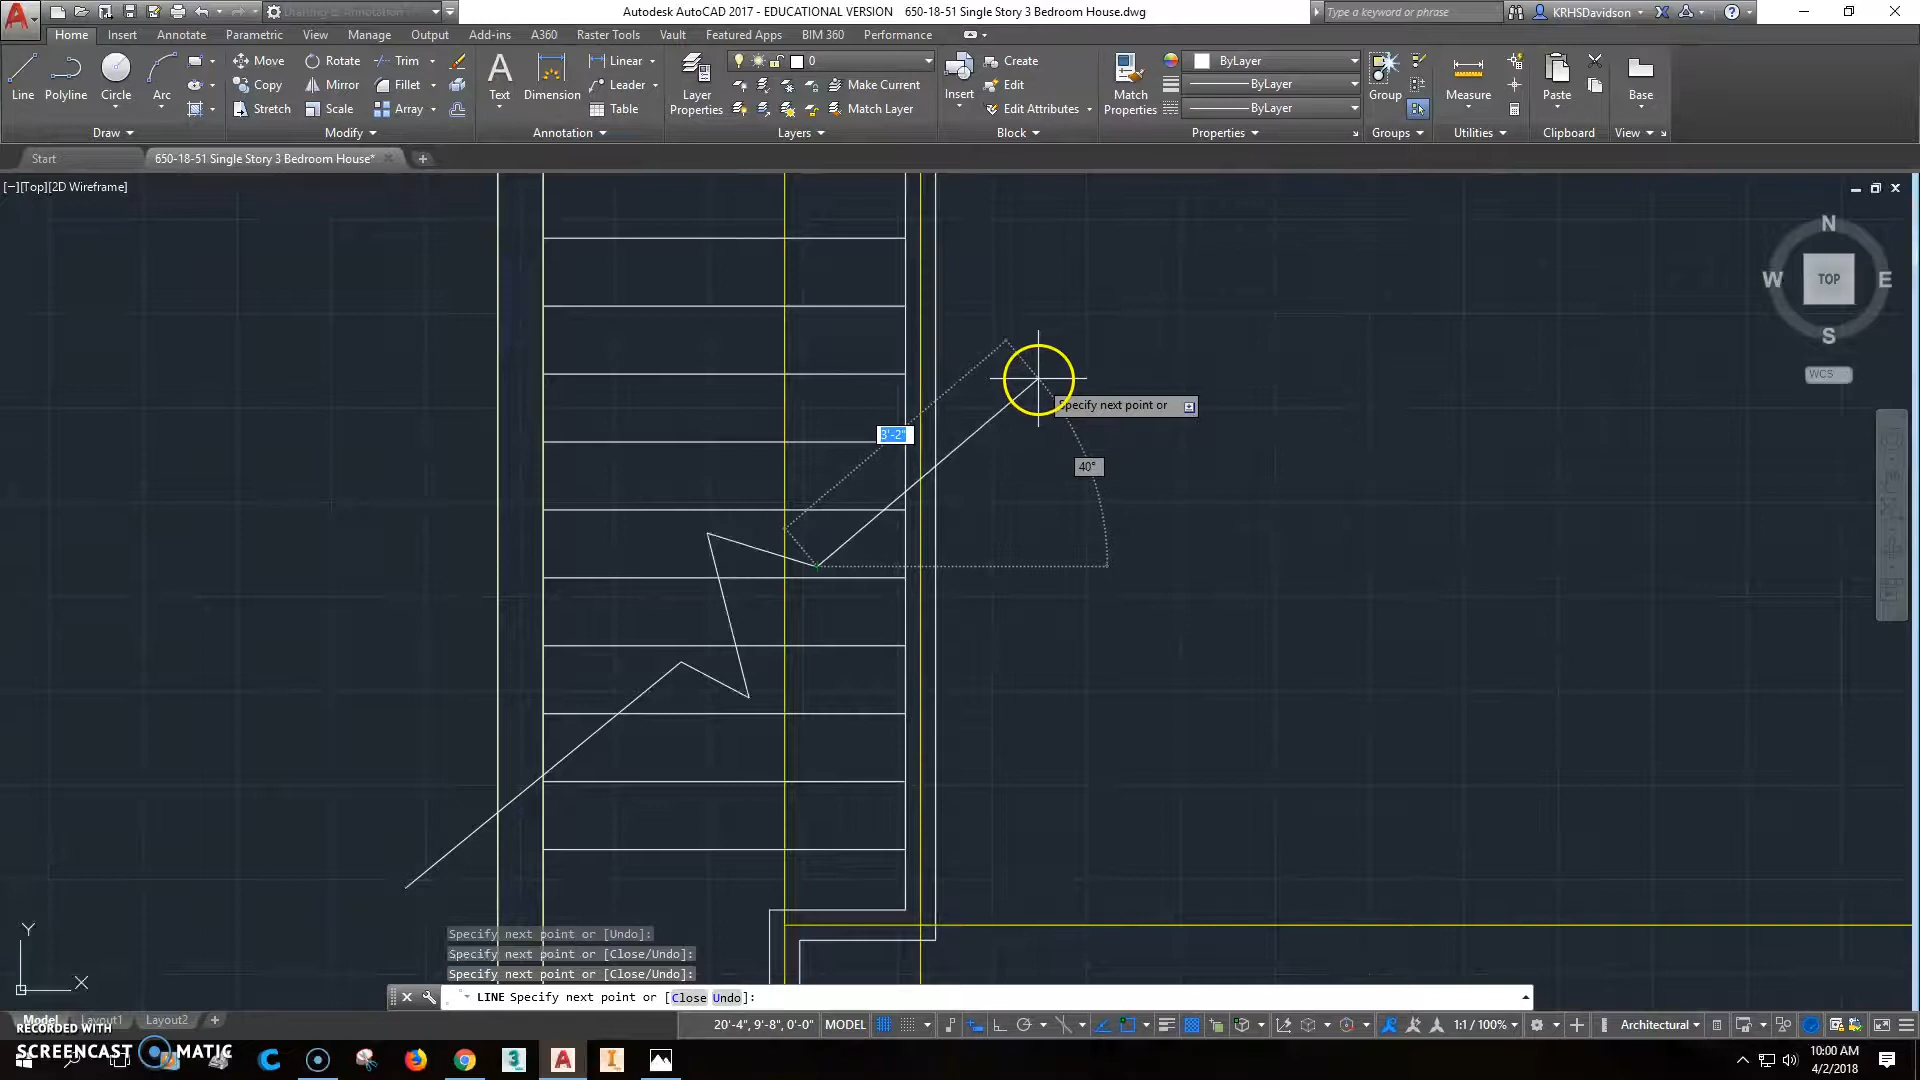 Autodesk AutoCAD 2017 - EDUCATIONAL VERSION 650-18-51 Single Story 3 Bedroom House.dwg
Drafting & Annotation
Type a keyword or phrase
KRHSDavidson
Home Insert Annotate Parametric View Manage Output Add-ins A360 Raster Tools Vault Featured Apps BIM 360 Performance
Line Polyline Circle Arc
Move Rotate Trim
Copy Mirror Fillet
Stretch Scale Array
Text Dimension
Linear
Leader
Table
Layer Properties
0
Make Current
Match Layer
Insert
Create
Edit
Edit Attributes
Match Properties
ByLayer
ByLayer
ByLayer
Group
Measure
Paste
Base
Draw Modify Annotation Layers Block Properties Groups Utilities Clipboard View
Start 650-18-51 Single Story 3 Bedroom House*
[−][Top][2D Wireframe]
N
W TOP E
S
WCS
Specify next point or
3'-2"
40°
Y
X
Specify next point or [Undo]:
Specify next point or [Close/Undo]:
Specify next point or [Close/Undo]:
LINE Specify next point or [Close Undo]:
Model Layout1 Layout2
20'-4", 9'-8", 0'-0" MODEL 1:1 / 100% Architectural
RECORDED WITH
SCREENCAST MATIC
10:00 AM
4/2/2018